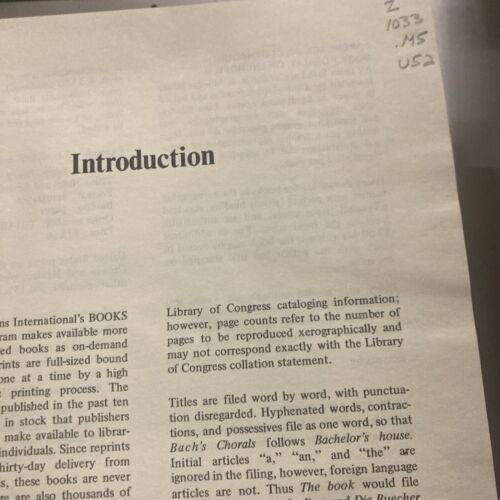 Z
1033
.M5
U52
Introduction
ns International's BOOKS
ram makes available more
ed books as on-demand
rints are full-sized bound
one at a time by a high
printing process. The
published in the past ten
in stock that publishers
make available to librar-
individuals. Since reprints
hirty-day delivery from
s, these books are never
re are also thousands of
Library of Congress cataloging information;
however, page counts refer to the number of
pages to be reproduced xerographically and
may not correspond exactly with the Library
of Congress collation statement.
Titles are filed word by word, with punctua-
tion disregarded. Hyphenated words, contrac-
tions, and possessives file as one word, so that
Bach's Chorals follows Bachelor's house.
Initial articles "a," "an," and "the" are
ignored in the filing, however, foreign language
articles are not. Thus The book would file
and Die Buecher